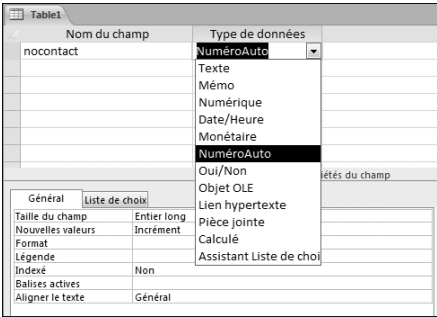 Table1
Nom du champ Type de données
nocontact NuméroAuto
Texte
Mémo
Numérique
Date/Heure
Monétaire
NuméroAuto
Oui/Non
Objet OLE
Lien hypertexte
Pièce jointe
Calculé
Assistant Liste de choi
du champ
Général Liste de choix
Taille du champ Entier long
Nouvelles valeurs Incrément
Format
Légende
Indexé Non
Balises actives
Aligner le texte Général